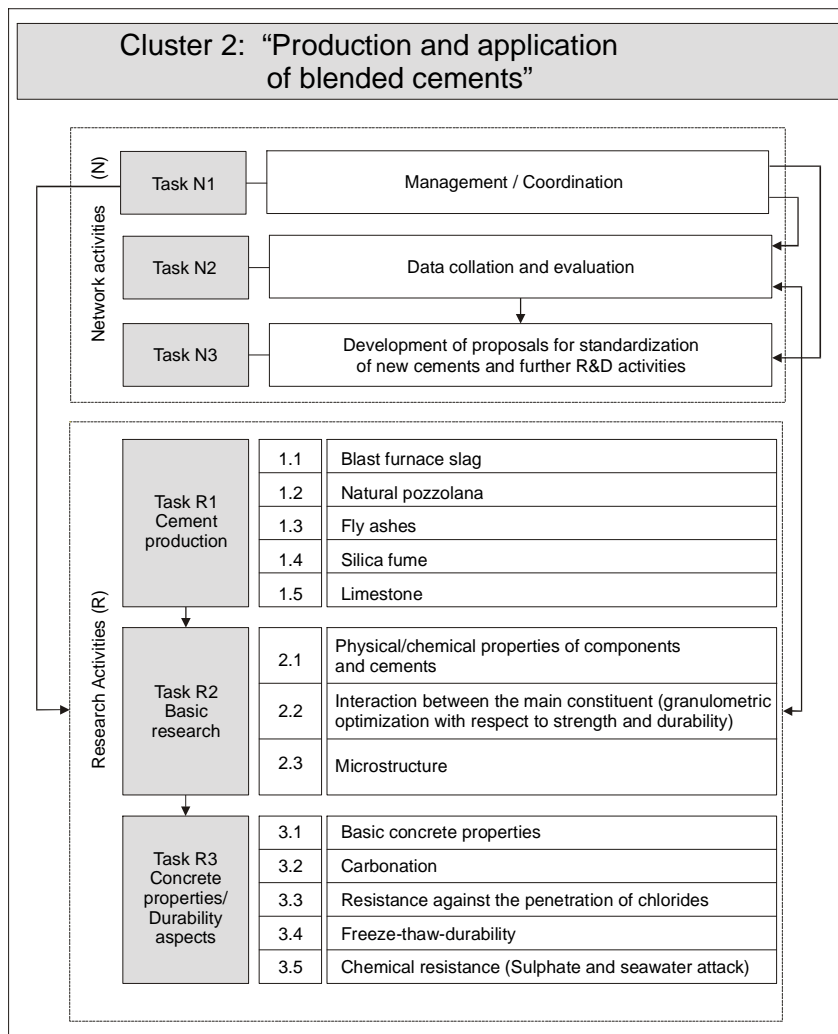 Cluster 2: “Production and application
of blended cements”
Network activities (N)
Task N1
Management / Coordination
Task N2
Data collation and evaluation
Task N3
Development of proposals for standardization
of new cements and further R&D activities
Research Activities (R)
Task R1
Cement
production
1.1 Blast furnace slag
1.2 Natural pozzolana
1.3 Fly ashes
1.4 Silica fume
1.5 Limestone
Task R2
Basic
research
2.1 Physical/chemical properties of components
and cements
2.2 Interaction between the main constituent (granulometric
optimization with respect to strength and durability)
2.3 Microstructure
Task R3
Concrete
properties/
Durability
aspects
3.1 Basic concrete properties
3.2 Carbonation
3.3 Resistance against the penetration of chlorides
3.4 Freeze-thaw-durability
3.5 Chemical resistance (Sulphate and seawater attack)